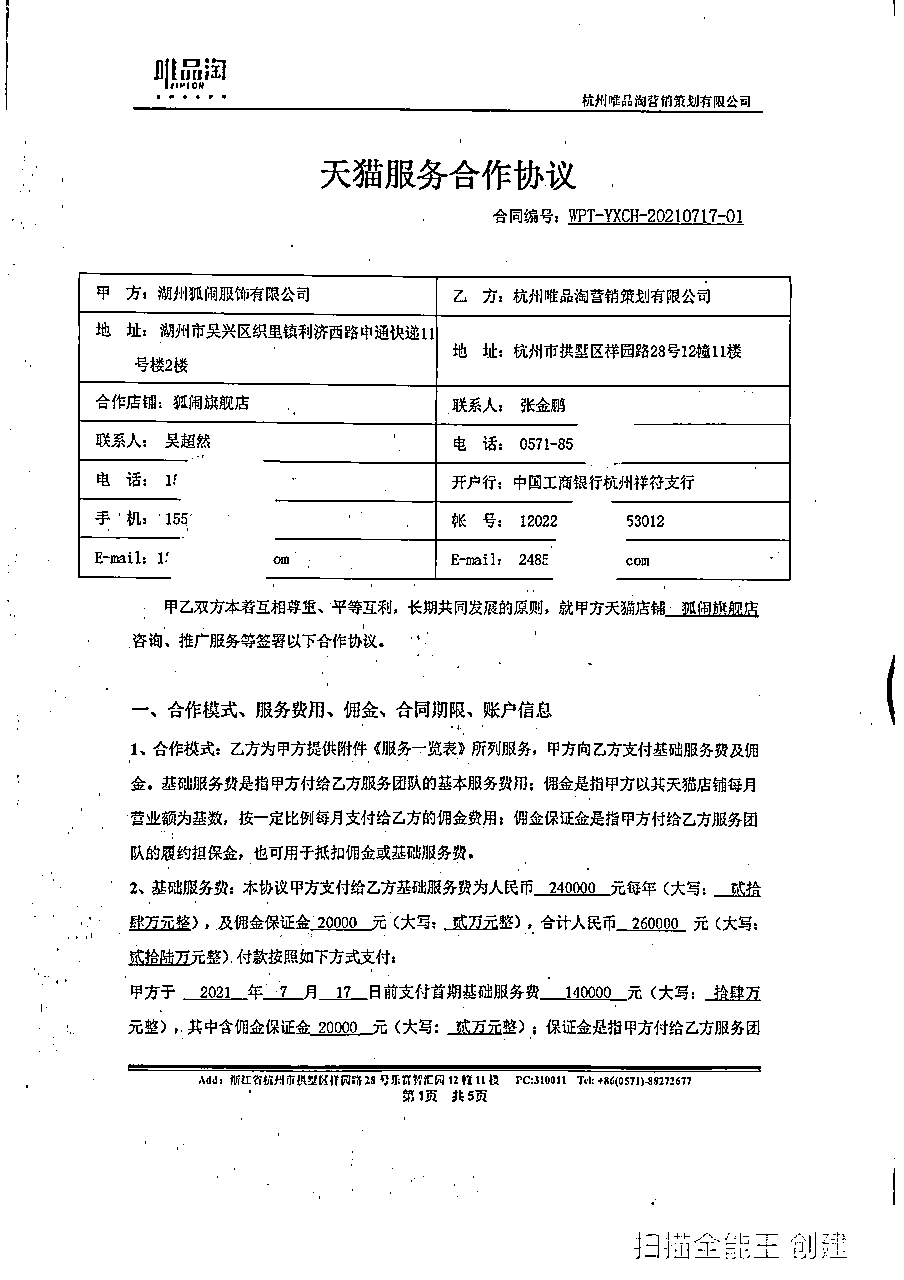 唯品淘
杭州唯品淘营销策划有限公司
天猫服务合作协议
合同编号：WPT-YXCH-20210717-01
甲 方：湖州狐闹服饰有限公司
乙 方：杭州唯品淘营销策划有限公司
地 址：湖州市吴兴区织里镇利济西路申通快递11
号楼2楼
地 址：杭州市拱墅区祥园路28号12幢11楼
合作店铺：狐闹旗舰店
联系人：张金鹏
联系人：吴超然
电 话：0571-85
电 话：1
开户行：中国工商银行杭州祥符支行
手 机：155
帐 号：12022 53012
E-mail：1 om
E-mail：2485 com
甲乙双方本着互相尊重、平等互利，长期共同发展的原则，就甲方天猫店铺 狐闹旗舰店
咨询、推广服务等签署以下合作协议。
一、合作模式、服务费用、佣金、合同期限、账户信息
1、合作模式：乙方为甲方提供附件《服务一览表》所列服务，甲方向乙方支付基础服务费及佣
金。基础服务费是指甲方付给乙方服务团队的基本服务费用；佣金是指甲方以其天猫店铺每月
营业额为基数，按一定比例每月支付给乙方的佣金费用；佣金保证金是指甲方付给乙方服务团
队的履约担保金，也可用于抵扣佣金或基础服务费。
2、基础服务费：本协议甲方支付给乙方基础服务费为人民币 240000 元每年（大写： 贰拾
肆万元整），及佣金保证金 20000 元（大写： 贰万元整），合计人民币 260000 元（大写：
贰拾陆万元整）付款按照如下方式支付：
甲方于 2021 年 7 月 17 日前支付首期基础服务费 140000 元（大写： 拾肆万
元整），其中含佣金保证金 20000 元（大写： 贰万元整）；保证金是指甲方付给乙方服务团
Add：浙江省杭州市拱墅区祥园路28号乐富智汇园12幢11楼 PC:310011 Tel: +86(0571)-88272677
第1页 共5页
扫描全能王 创建